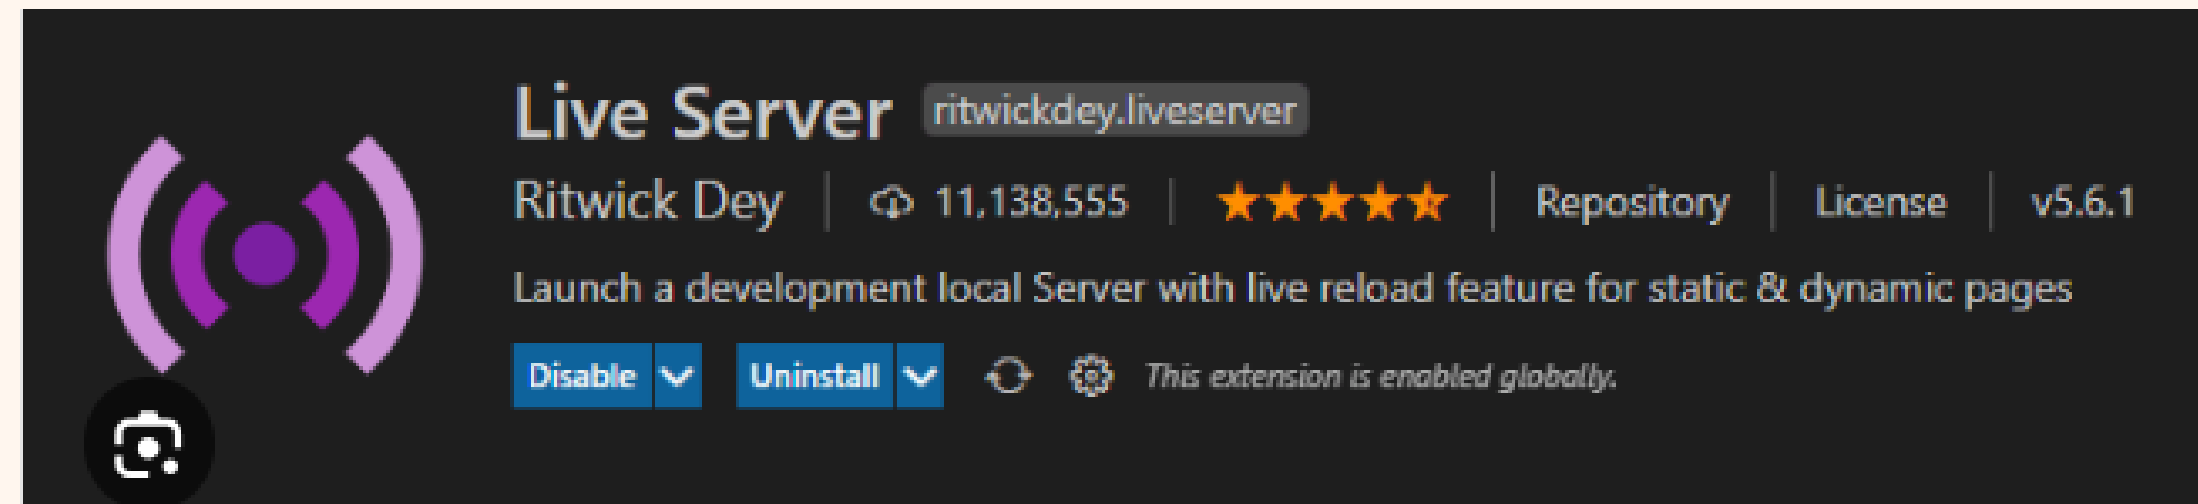 Live Server ritwickdey.liveserver
Ritwick Dey | 11,138,555 | Repository | License | v5.6.1
Launch a development local Server with live reload feature for static & dynamic pages
Disable Uninstall This extension is enabled globally.